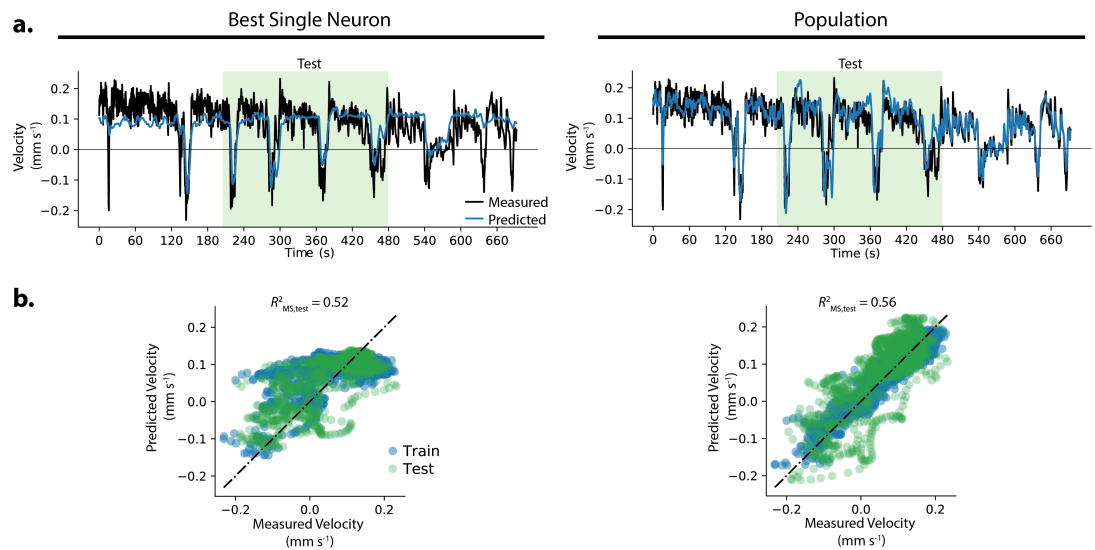 a.
Best Single Neuron
Population
Test
Velocity
(mm s⁻¹)
0.2
0.1
0.0
−0.1
−0.2
Measured
Predicted
0 60 120 180 240 300 360 420 480 540 600 660
Time (s)
Test
Velocity
(mm s⁻¹)
0.2
0.1
0.0
−0.1
−0.2
0 60 120 180 240 300 360 420 480 540 600 660
Time (s)
b.
R²MS,test = 0.52
Predicted Velocity
(mm s⁻¹)
0.2
0.1
0.0
−0.1
−0.2
Train
Test
−0.2 0.0 0.2
Measured Velocity
(mm s⁻¹)
R²MS,test = 0.56
Predicted Velocity
(mm s⁻¹)
0.2
0.1
0.0
−0.1
−0.2
−0.2 0.0 0.2
Measured Velocity
(mm s⁻¹)